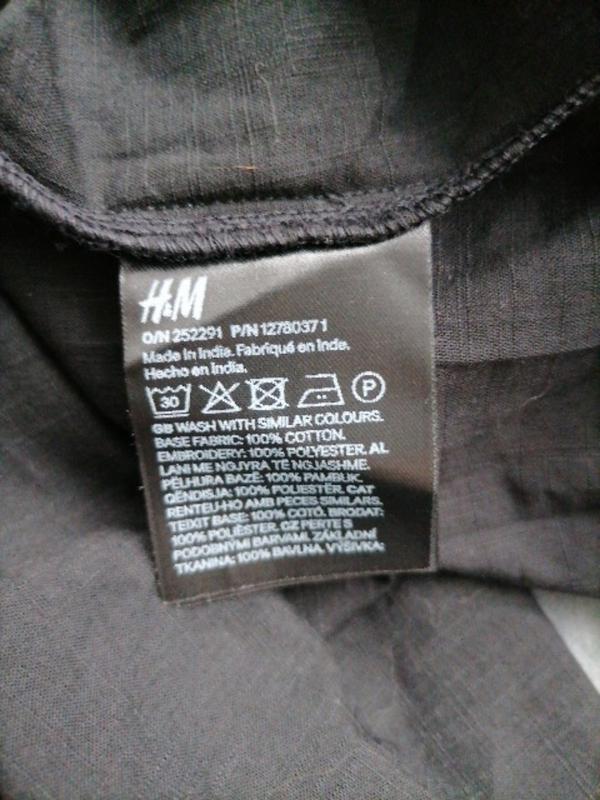 H&M
O/N 252291 P/N 12780371
Made in India. Fabriqué en Inde.
Hecho en India.
30 P
GB WASH WITH SIMILAR COLOURS.
BASE FABRIC: 100% COTTON.
EMBROIDERY: 100% POLYESTER. AL
LANI ME NGJYRA TË NGJASHME.
PËLHURA BAZË: 100% PAMBUK.
QËNDISJA: 100% POLIESTËR. CAT
RENTEU-HO AMB PECES SIMILARS.
TEIXIT BASE: 100% COTÓ. BRODAT:
100% POLIÈSTER. CZ PERTE S
PODOBNÝMI BARVAMI. ZÁKLADNÍ
TKANINA: 100% BAVLNA. VÝŠIVKA: